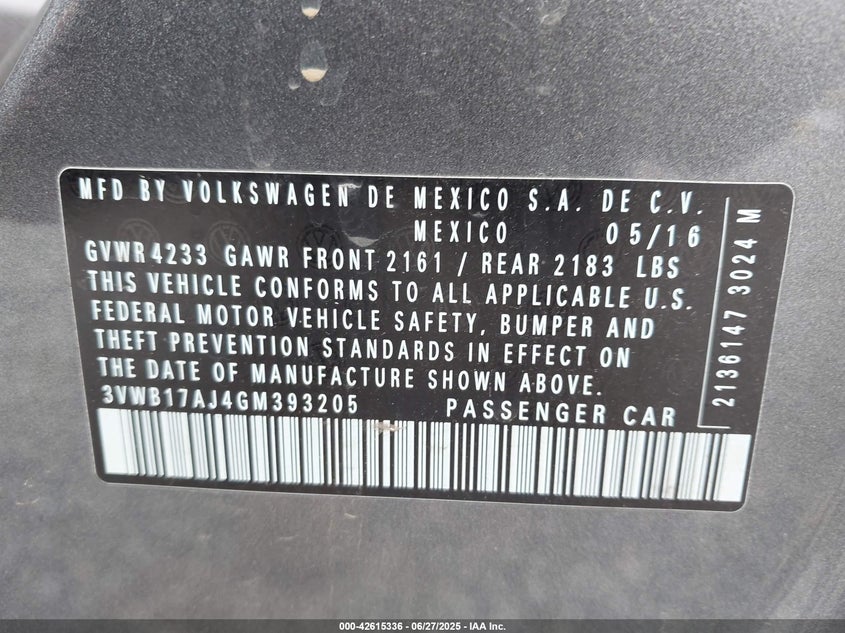 MFD BY VOLKSWAGEN DE MEXICO S.A. DE C.V.
MEXICO 05/16
GVWR 4233 GAWR FRONT 2161 / REAR 2183 LBS
THIS VEHICLE CONFORMS TO ALL APPLICABLE U.S.
FEDERAL MOTOR VEHICLE SAFETY, BUMPER AND
THEFT PREVENTION STANDARDS IN EFFECT ON
THE DATE OF MANUFACTURE SHOWN ABOVE.
3VWB17AJ4GM393205 PASSENGER CAR
2136147 3024 M
000-42615336 - 06/27/2025 - IAA Inc.